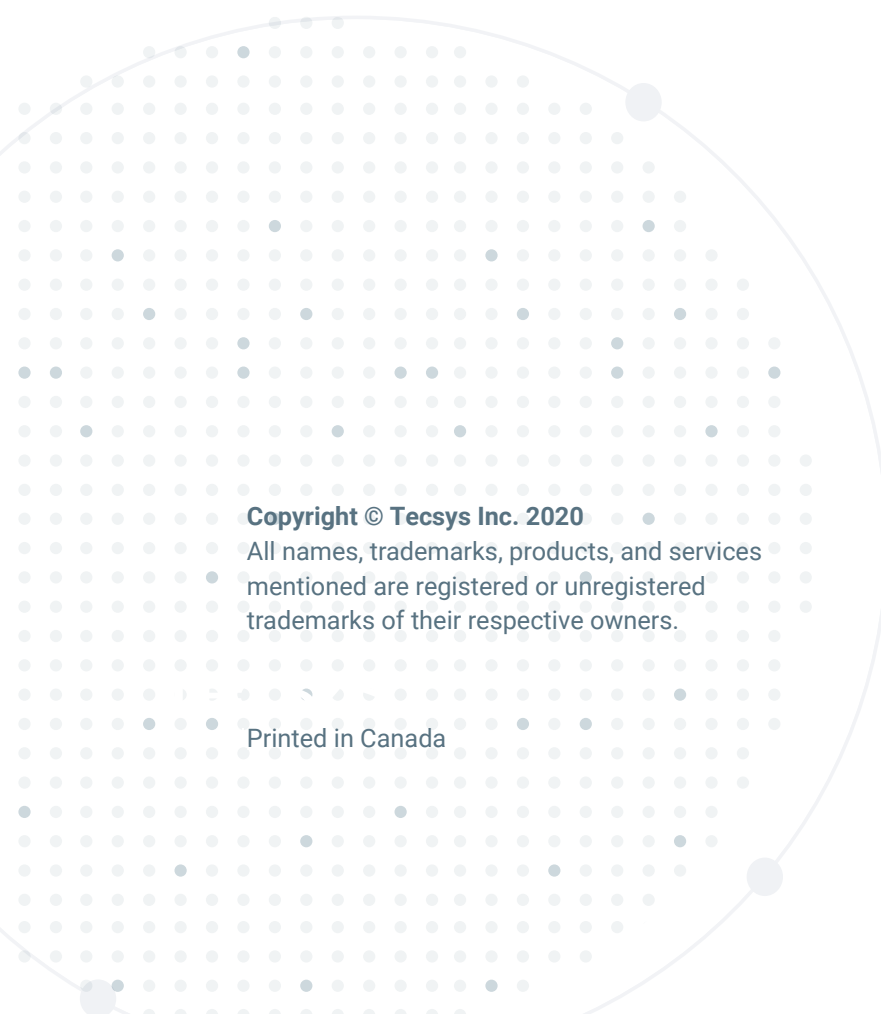 Copyright © Tecsys Inc. 2020
All names, trademarks, products, and services
mentioned are registered or unregistered
trademarks of their respective owners.
Printed in Canada